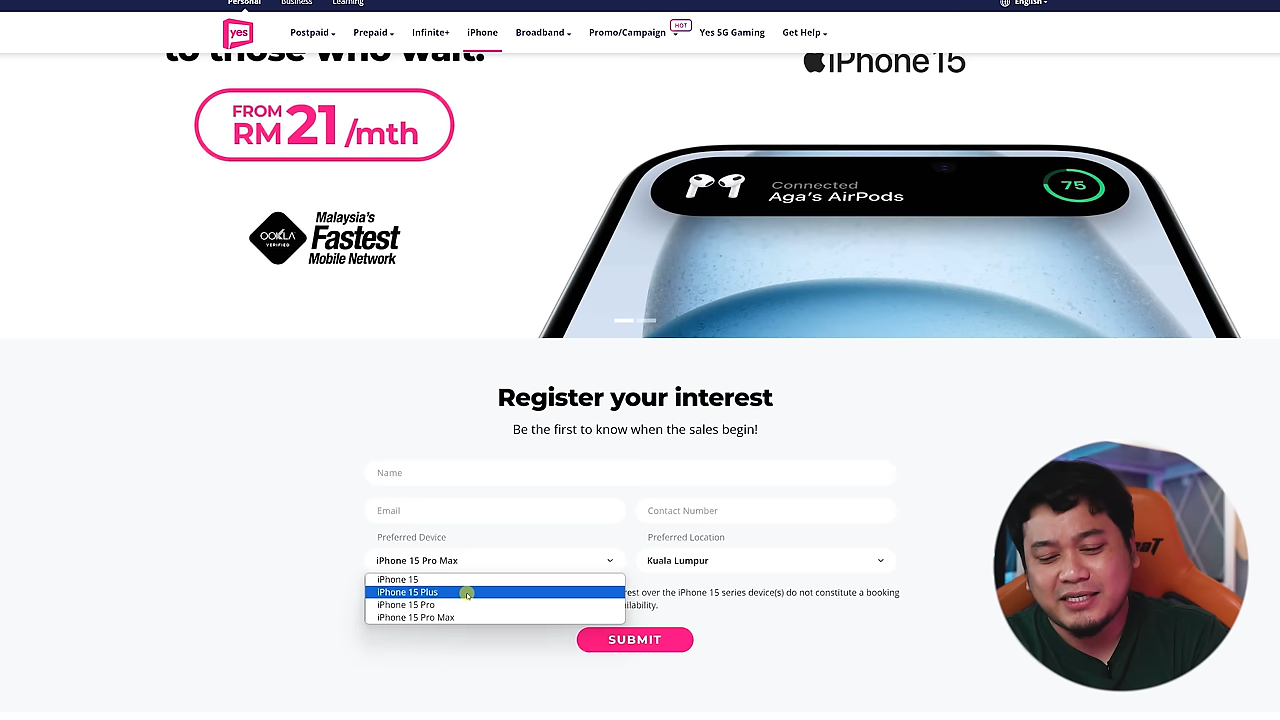 Personal Business Learning English
yes Postpaid Prepaid Infinite+ iPhone Broadband Promo/Campaign HOT Yes 5G Gaming Get Help
to those who wait.
iPhone 15
FROM
RM 21 /mth
Connected
Aga's AirPods
75
OOKLA
VERIFIED
Malaysia's
Fastest
Mobile Network
Register your interest
Be the first to know when the sales begin!
Name
Email Contact Number
Preferred Device Preferred Location
iPhone 15 Pro Max Kuala Lumpur
iPhone 15
iPhone 15 Plus
iPhone 15 Pro
iPhone 15 Pro Max
over the iPhone 15 series device(s) do not constitute a booking
SUBMIT